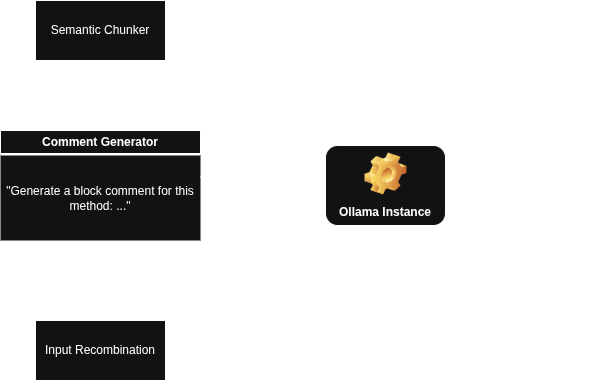 Semantic Chunker
Comment Generator
"Generate a block comment for this
method: ..."
Ollama Instance
Input Recombination